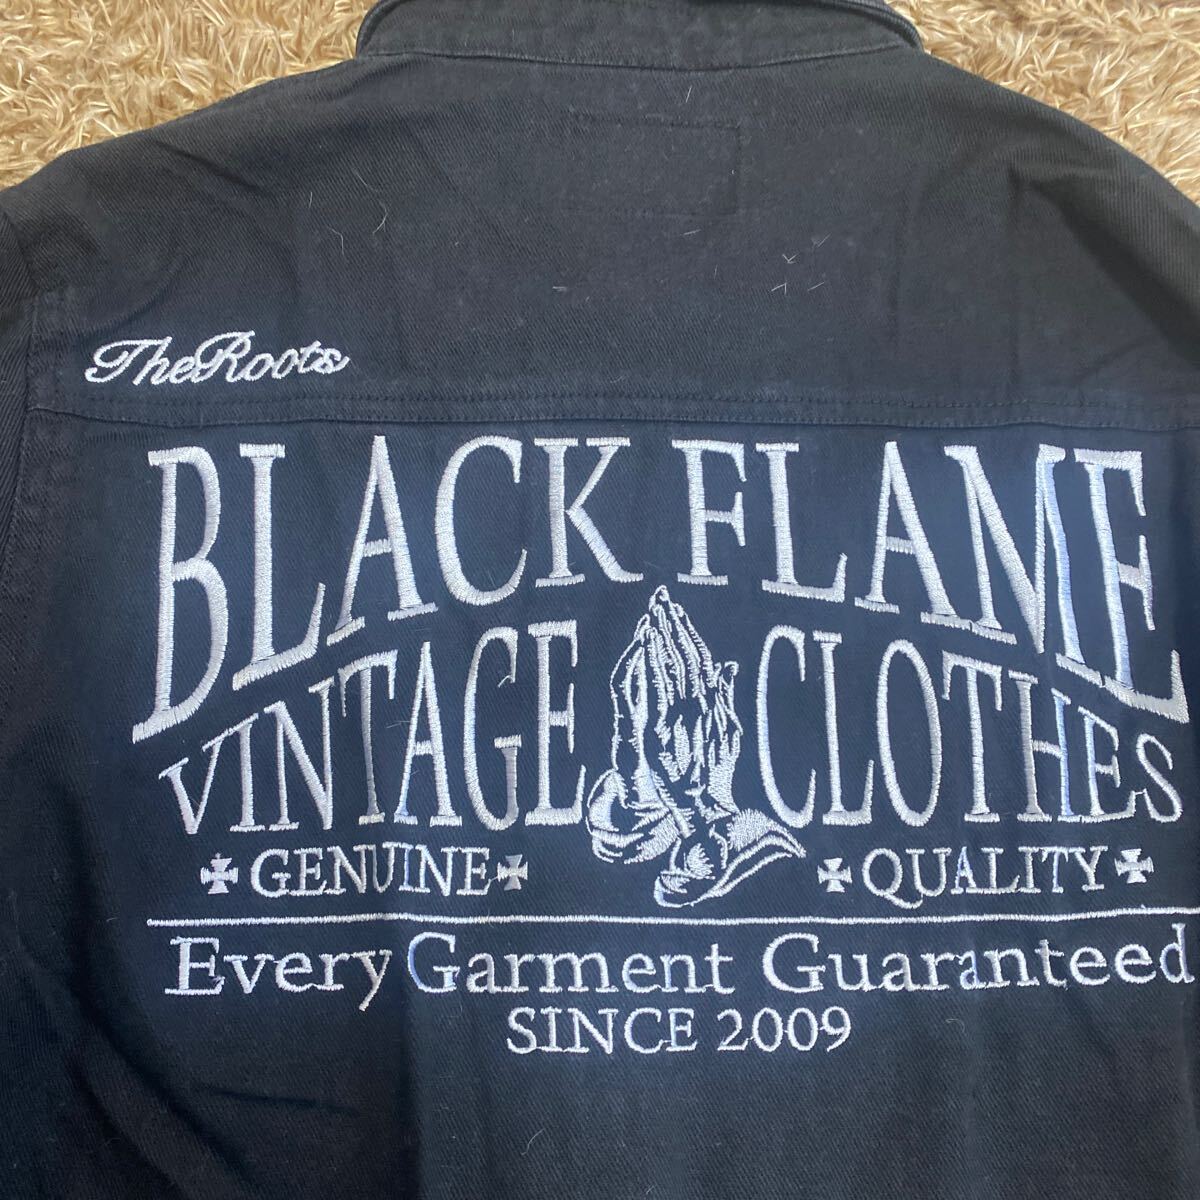 TheRoots
BLACK FLAME
VINTAGE CLOTHES
GENUINE QUALITY
Every Garment Guaranteed
SINCE 2009